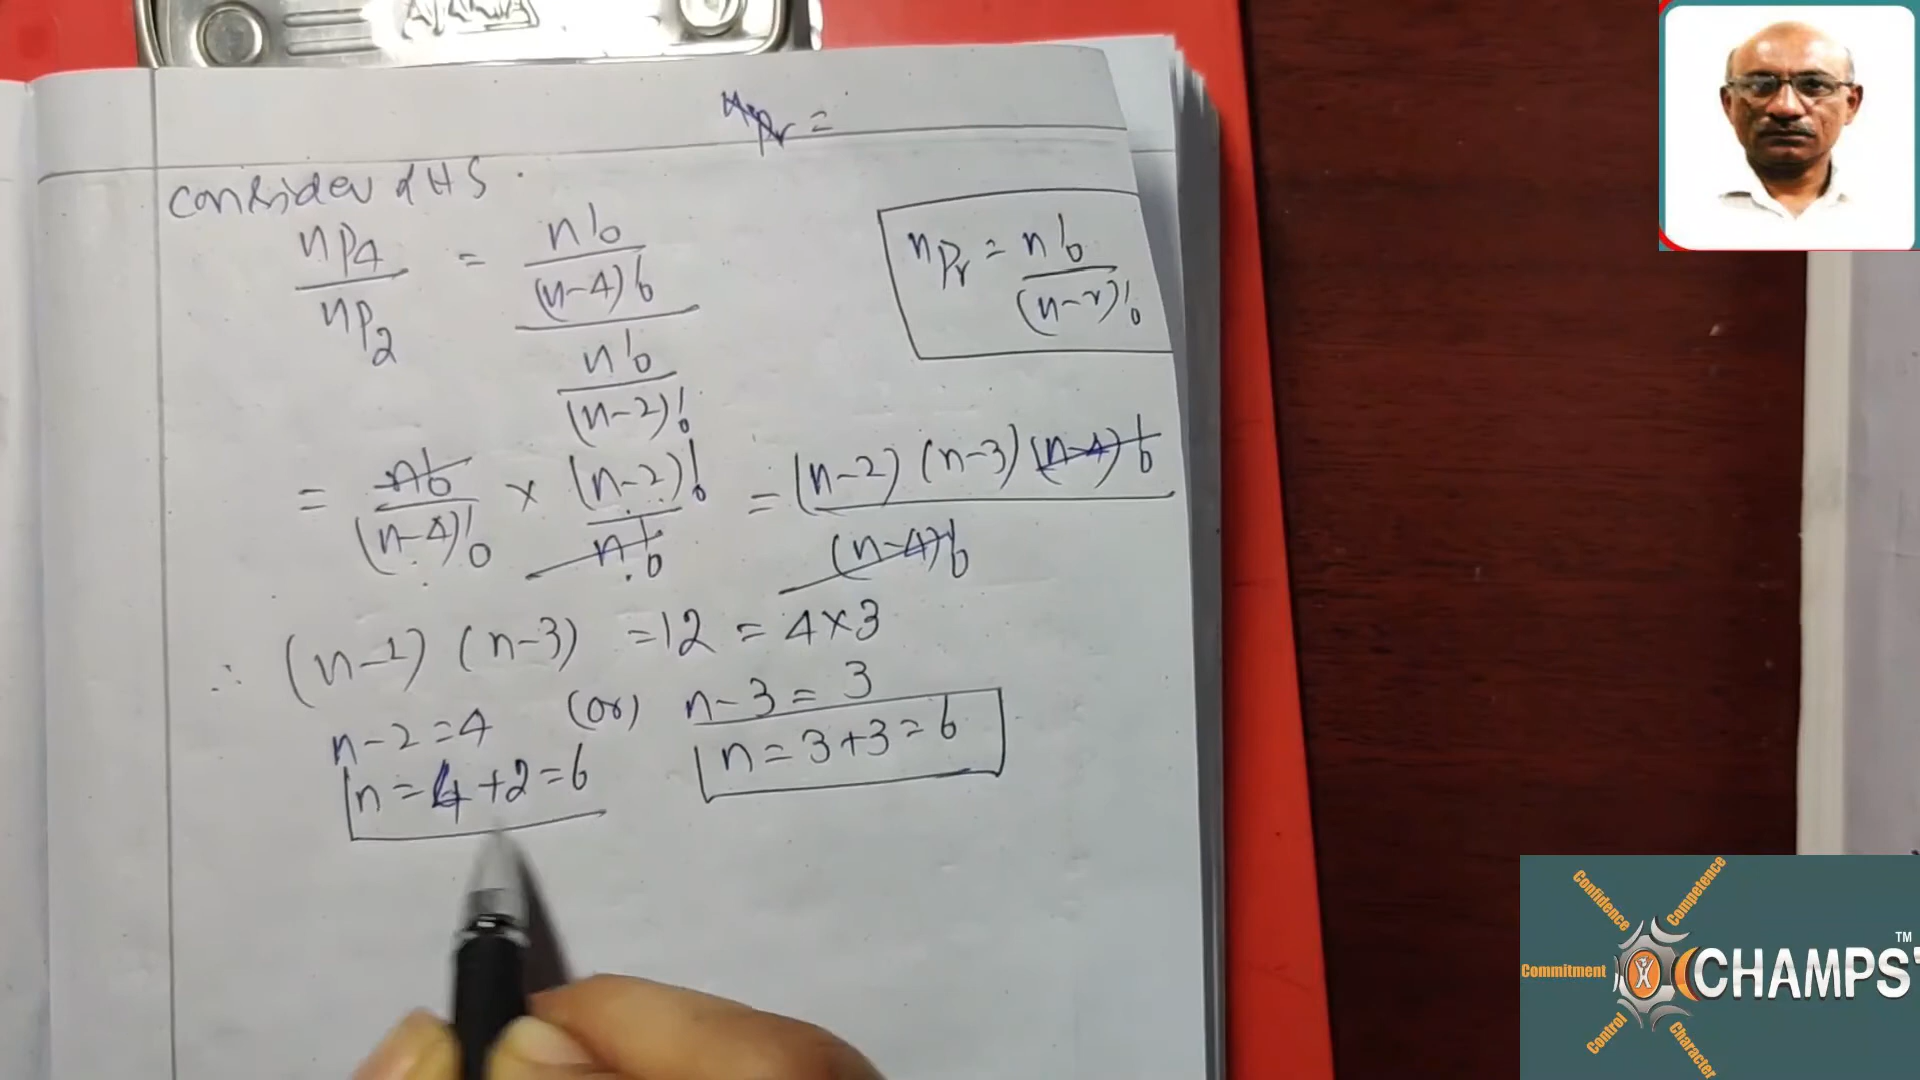 nPr =
Consider LHS.
nP4 / nP2 = (n! / (n-4)!) / (n! / (n-2)!)
nPr = n! / (n-r)!
= n! / (n-4)! × (n-2)! / n! = (n-2) (n-3) (n-4)! / (n-4)!
∴ (n-2) (n-3) = 12 = 4×3
n-2 = 4 (or) n-3 = 3
n = 4+2 = 6 n = 3+3 = 6
Confidence
Competence
Commitment
CHAMPS
TM
Control
Character